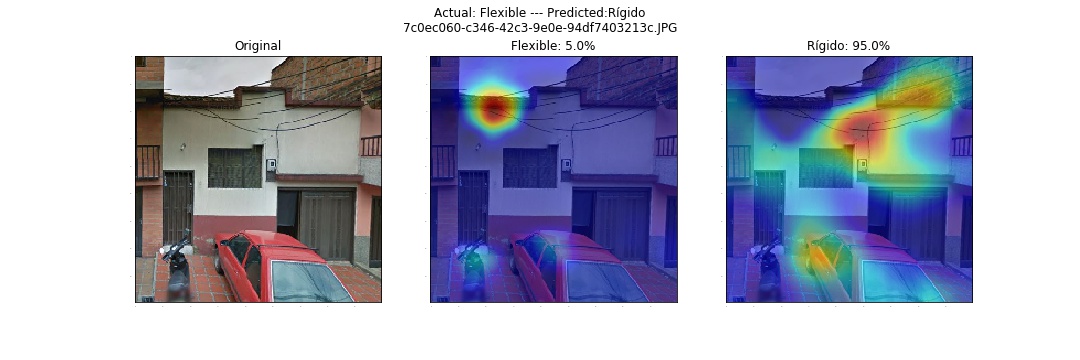 Actual: Flexible --- Predicted:Rígido
7c0ec060-c346-42c3-9e0e-94df7403213c.JPG
Original
Flexible: 5.0%
Rígido: 95.0%